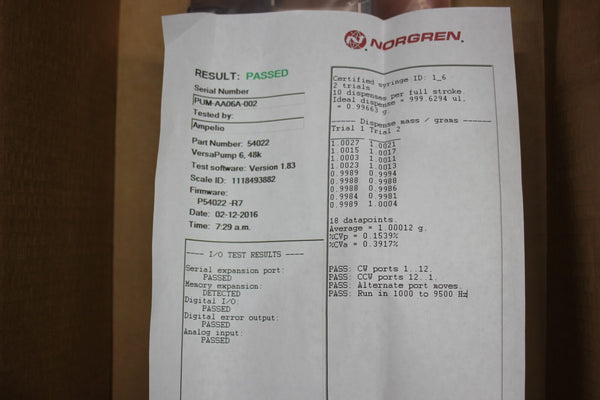 NORGREN.
RESULT: PASSED
Serial Number
PUM-AA06A-002
Tested by:
Ampelio
Part Number: 54022
VersaPump 6, 48k
Test software: Version 1.83
Scale ID: 1118493882
Firmware:
P54022 -R7
Date: 02-12-2016
Time: 7:29 a.m.
---- I/O TEST RESULTS ----
Serial expansion port:
PASSED
Memory expansion:
DETECTED
Digital I/O:
PASSED
Digital error output:
PASSED
Analog input:
PASSED
Certified syringe ID: 1_6
2 trials
10 dispenses per full stroke.
Ideal dispense = 999.6294 ul.
= 0.99663 g.
------ Dispense mass / grams ------
Trial 1 Trial 2
1.0027 1.0021
1.0015 1.0017
1.0003 1.0011
1.0023 1.0013
0.9989 0.9994
0.9988 0.9988
0.9988 0.9986
0.9984 0.9981
0.9989 1.0004
18 datapoints.
Average = 1.00012 g.
%CVp = 0.1539%
%CVa = 0.3917%
PASS: CW ports 1..12.
PASS: CCW ports 12..1.
PASS: Alternate port moves.
PASS: Run in 1000 to 9500 Hz